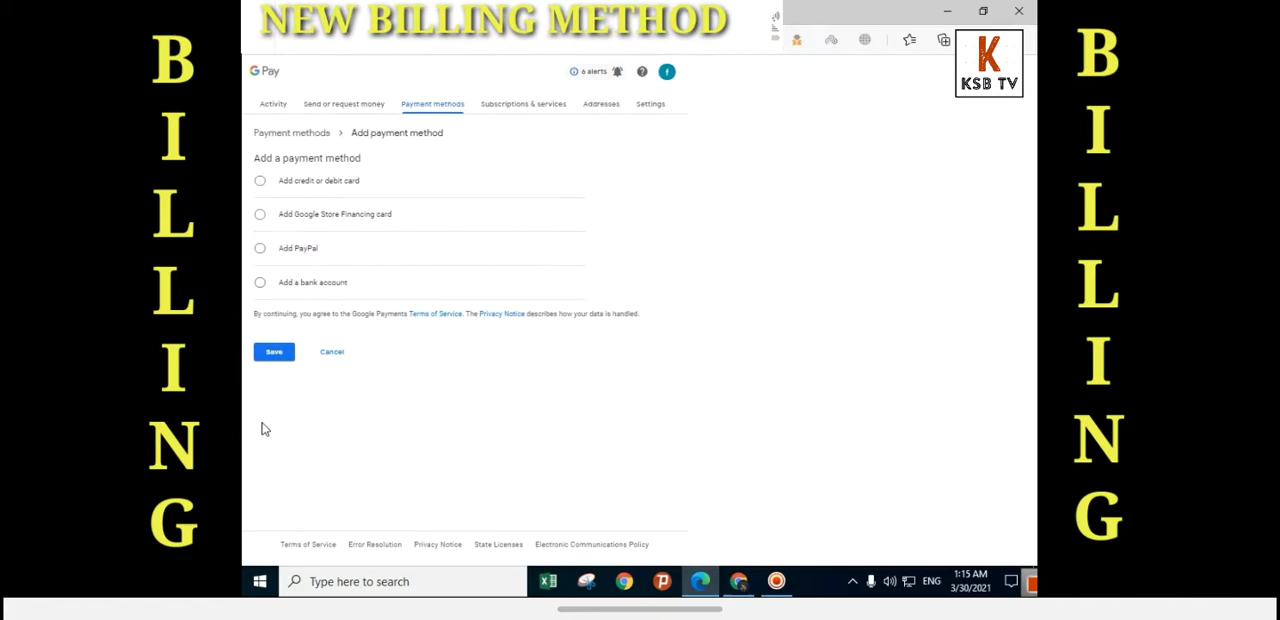 NEW BILLING METHOD
BILLING
BILLING
K
KSB TV
G Pay
6 alerts
f
Activity Send or request money Payment methods Subscriptions & services Addresses Settings
Payment methods > Add payment method
Add a payment method
Add credit or debit card
Add Google Store Financing card
Add PayPal
Add a bank account
By continuing, you agree to the Google Payments Terms of Service. The Privacy Notice describes how your data is handled.
Save Cancel
Terms of Service Error Resolution Privacy Notice State Licenses Electronic Communications Policy
Type here to search
ENG
1:15 AM
3/30/2021